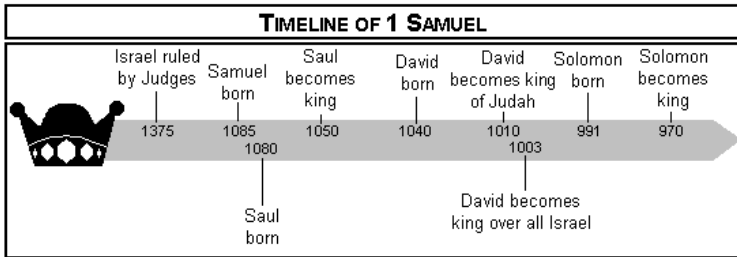 TIMELINE OF 1 SAMUEL
Israel ruled
by Judges
Samuel
born
Saul
becomes
king
David
born
David
becomes king
of Judah
Solomon
born
Solomon
becomes
king
1375
1085
1080
1050
1040
1010
1003
991
970
Saul
born
David becomes
king over all Israel